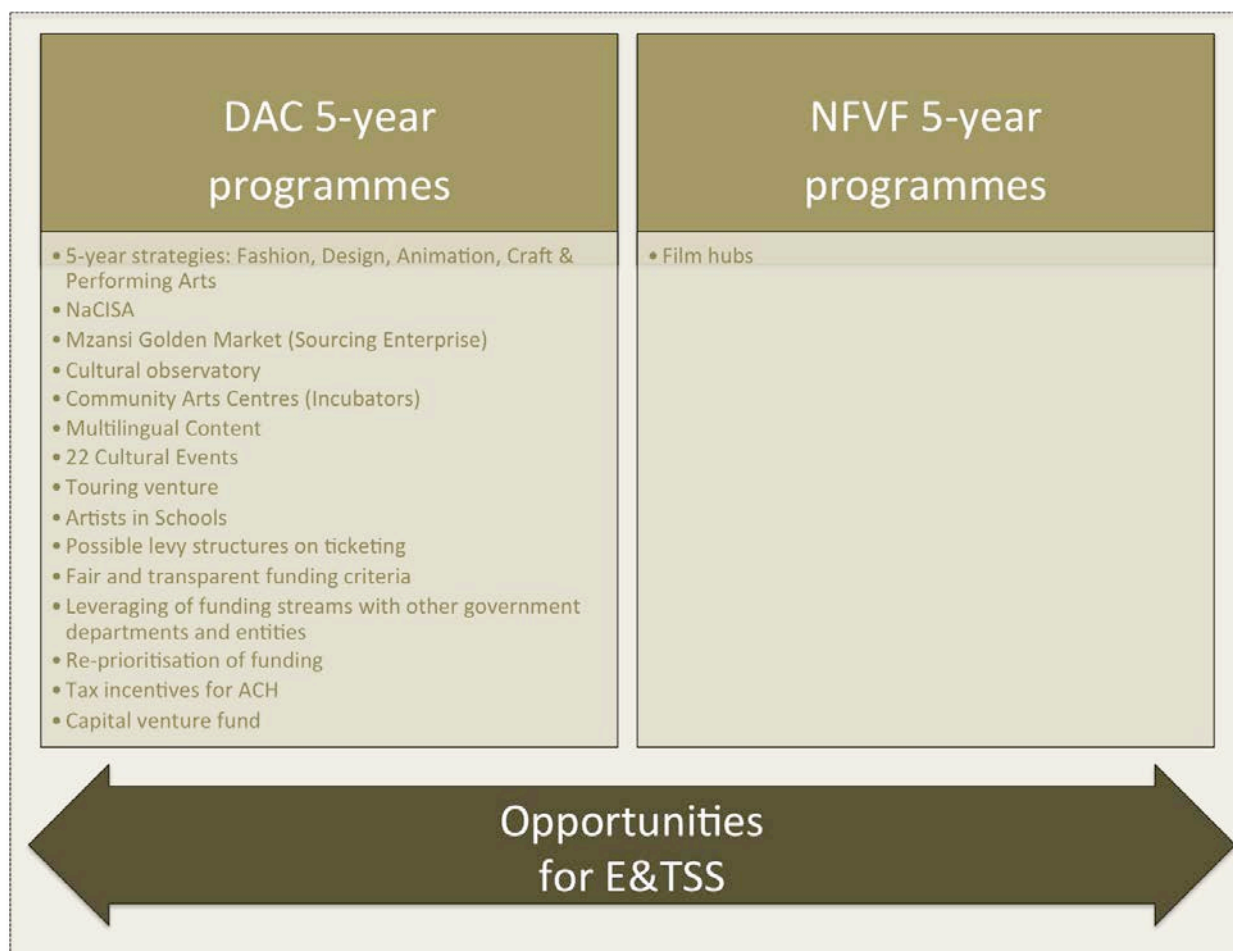 DAC 5-year
programmes
• 5-year strategies: Fashion, Design, Animation, Craft &
Performing Arts
• NaCISA
• Mzansi Golden Market (Sourcing Enterprise)
• Cultural observatory
• Community Arts Centres (Incubators)
• Multilingual Content
• 22 Cultural Events
• Touring venture
• Artists in Schools
• Possible levy structures on ticketing
• Fair and transparent funding criteria
• Leveraging of funding streams with other government
departments and entities
• Re-prioritisation of funding
• Tax incentives for ACH
• Capital venture fund
NFVF 5-year
programmes
• Film hubs
Opportunities
for E&TSS